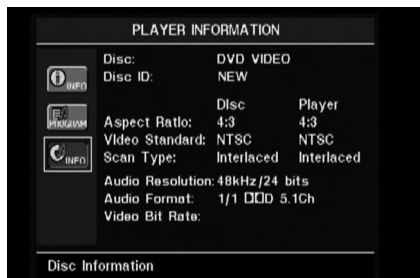 PLAYER INFORMATION
Disc: DVD VIDEO
Disc ID: NEW
INFO
Disc Player
PROGRAM
Aspect Ratio: 4:3 4:3
Video Standard: NTSC NTSC
INFO
Scan Type: Interlaced Interlaced
Audio Resolution: 48kHz/24 bits
Audio Format: 1/1 D 5.1Ch
Video Bit Rate:
Disc Information